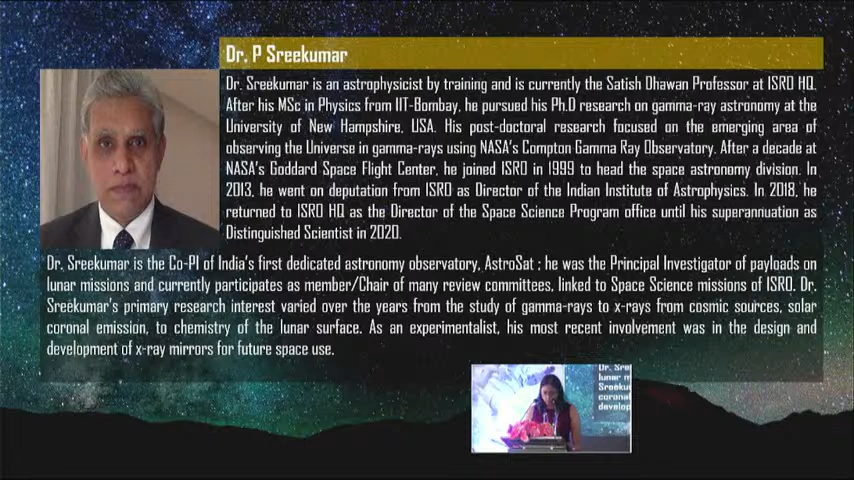 Dr. P Sreekumar
Dr. Sreekumar is an astrophysicist by training and is currently the Satish Dhawan Professor at ISRO HQ.
After his MSc in Physics from IIT-Bombay, he pursued his Ph.D research on gamma-ray astronomy at the
University of New Hampshire, USA. His post-doctoral research focused on the emerging area of
observing the Universe in gamma-rays using NASA's Compton Gamma Ray Observatory. After a decade at
NASA's Goddard Space Flight Center, he joined ISRO in 1999 to head the space astronomy division. In
2013, he went on deputation from ISRO as Director of the Indian Institute of Astrophysics. In 2018, he
returned to ISRO HQ as the Director of the Space Science Program office until his superannuation as
Distinguished Scientist in 2020.
Dr. Sreekumar is the Co-PI of India's first dedicated astronomy observatory, AstroSat ; he was the Principal Investigator of payloads on
lunar missions and currently participates as member/Chair of many review committees, linked to Space Science missions of ISRO. Dr.
Sreekumar's primary research interest varied over the years from the study of gamma-rays to x-rays from cosmic sources, solar
coronal emission, to chemistry of the lunar surface. As an experimentalist, his most recent involvement was in the design and
development of x-ray mirrors for future space use.
Dr. Sre
lunar m
Sreeku
corona
develop